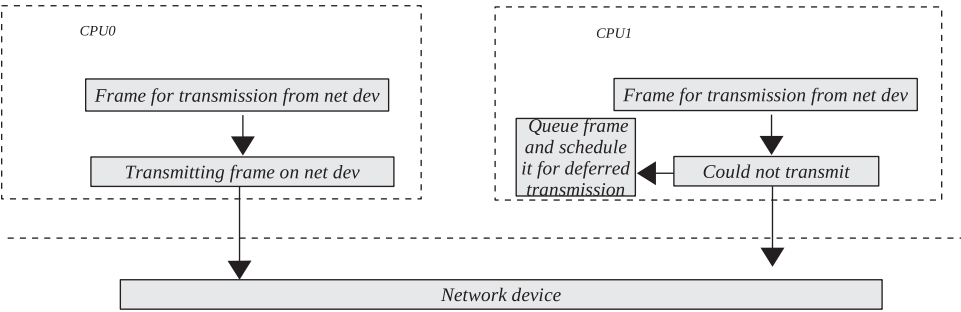 CPU0
Frame for transmission from net dev
Transmitting frame on net dev
CPU1
Frame for transmission from net dev
Queue frame
and schedule
it for deferred
transmission
Could not transmit
Network device